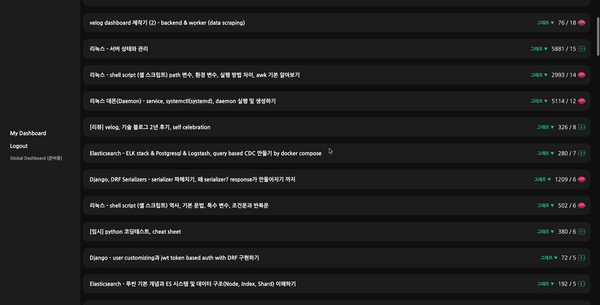 velog dashboard 제작기 (2) - backend & worker (data scraping)
그래프 ▼ 76 / 18
리눅스 - 서버 상태와 관리
그래프 ▼ 5881 / 15
리눅스 - shell script (셸 스크립트) path 변수, 환경 변수, 실행 방법 차이, awk 기본 알아보기
그래프 ▼ 2993 / 14
리눅스 데몬(Daemon) - service, systemctl(systemd), daemon 실행 및 생성하기
그래프 ▼ 5114 / 12
[리뷰] velog, 기술 블로그 2년 후기, self celebration
그래프 ▼ 326 / 8
Elasticsearch - ELK stack & Postgresql & Logstash, query based CDC 만들기 by docker compose
그래프 ▼ 280 / 7
Django, DRF Serializers - serializer 파헤치기, 왜 serializer? response가 만들어지기 까지
그래프 ▼ 1209 / 6
리눅스 - shell script (셸 스크립트) 역사, 기본 문법, 특수 변수, 조건문과 반복문
그래프 ▼ 502 / 6
[임시] python 코딩테스트, cheat sheet
그래프 ▼ 380 / 6
Django - user customizing과 jwt token based auth with DRF 구현하기
그래프 ▼ 72 / 5
Elasticsearch - 루씬 기본 개념과 ES 시스템 및 데이터 구조(Node, Index, Shard) 이해하기
그래프 ▼ 192 / 5
My Dashboard
Logout
Global Dashboard (준비중)